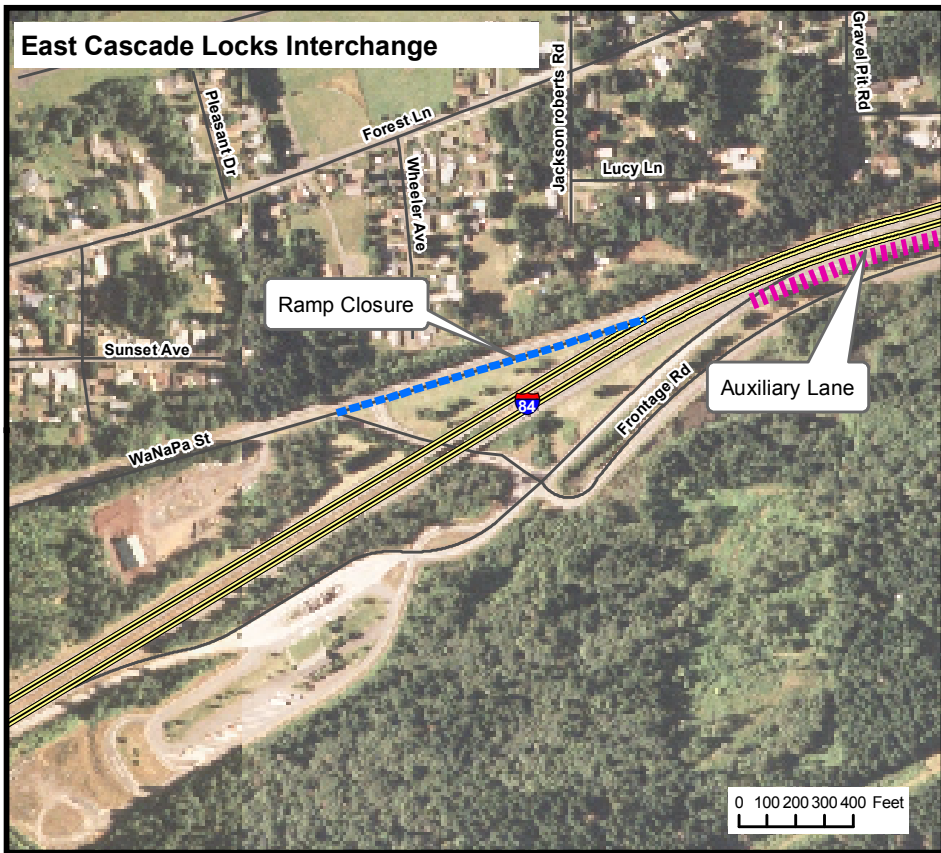 East Cascade Locks Interchange
Gravel Pit Rd
Jackson roberts Rd
Pleasant Dr
Forest Ln
Wheeler Ave
Lucy Ln
Ramp Closure
Sunset Ave
Auxiliary Lane
84
Frontage Rd
WaNaPa St
0 100 200 300 400 Feet